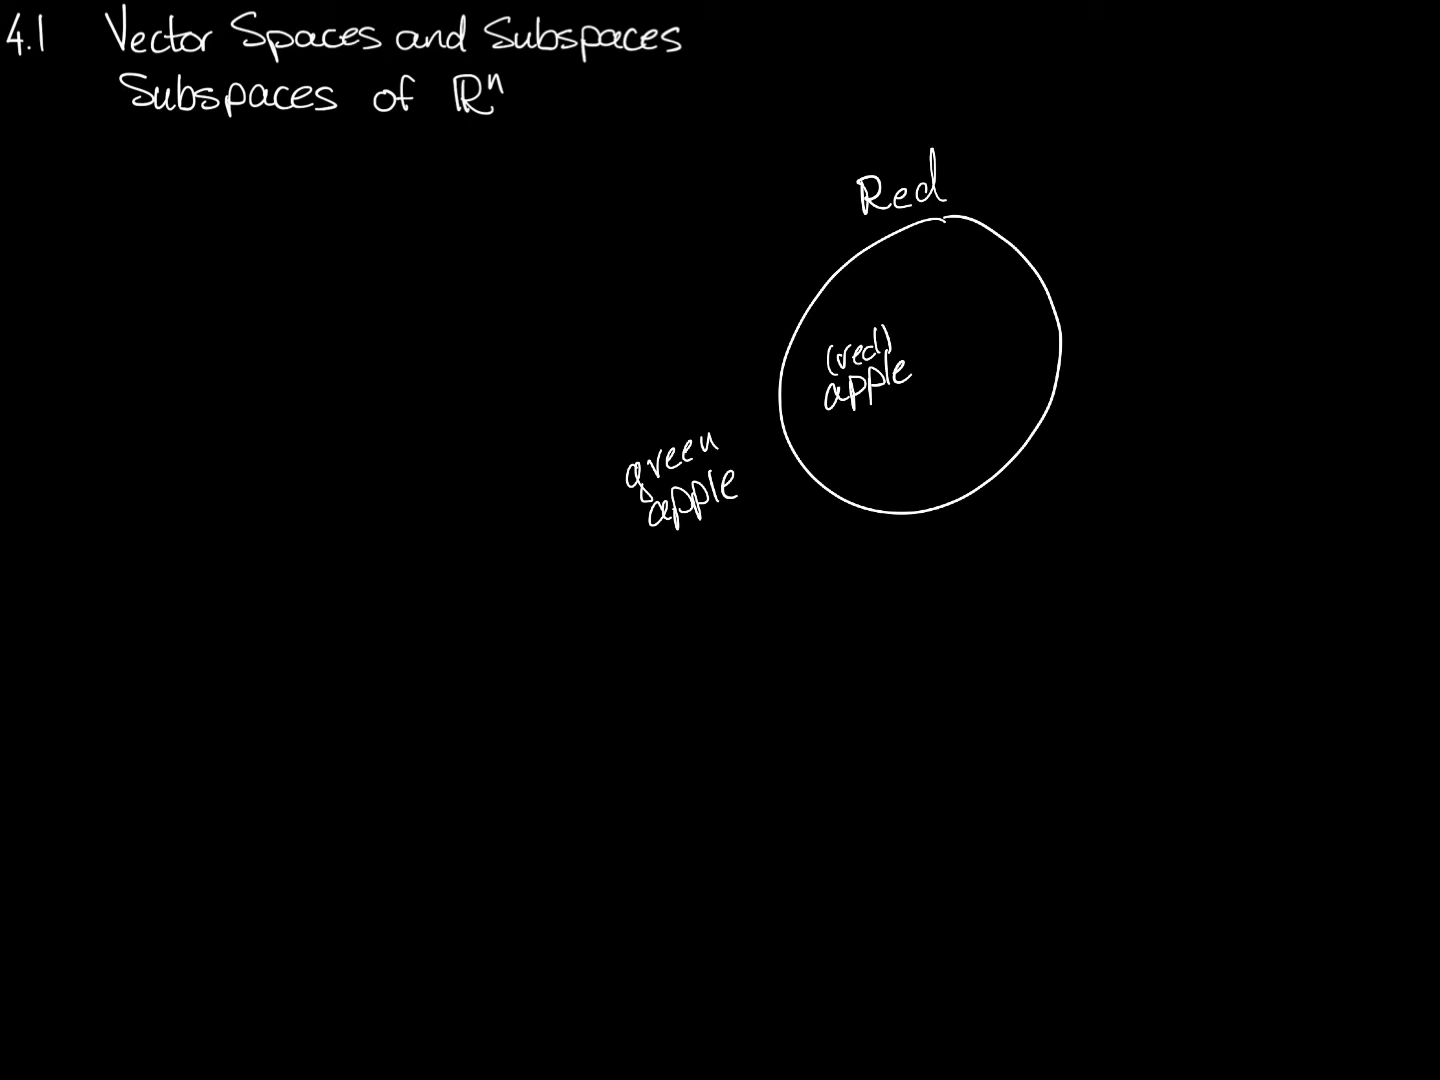 4.1 Vector Spaces and Subspaces
Subspaces of ℝⁿ
Red
(red)
apple
green
apple